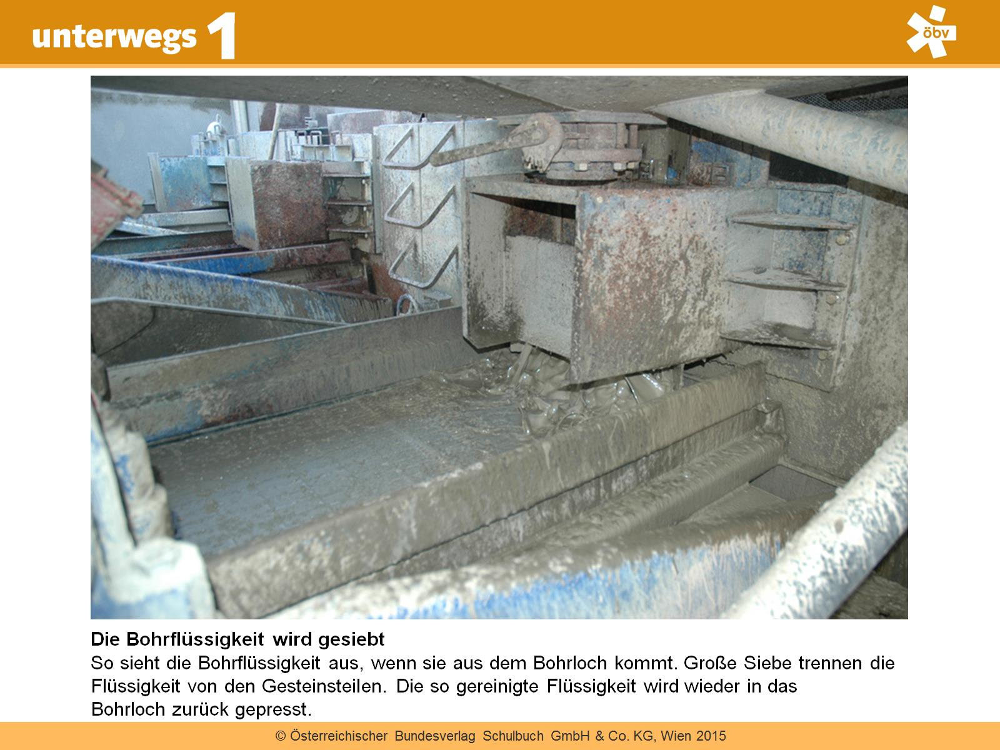 unterwegs 1
öbv
Die Bohrflüssigkeit wird gesiebt
So sieht die Bohrflüssigkeit aus, wenn sie aus dem Bohrloch kommt. Große Siebe trennen die
Flüssigkeit von den Gesteinsteilen. Die so gereinigte Flüssigkeit wird wieder in das
Bohrloch zurück gepresst.
© Österreichischer Bundesverlag Schulbuch GmbH & Co. KG, Wien 2015